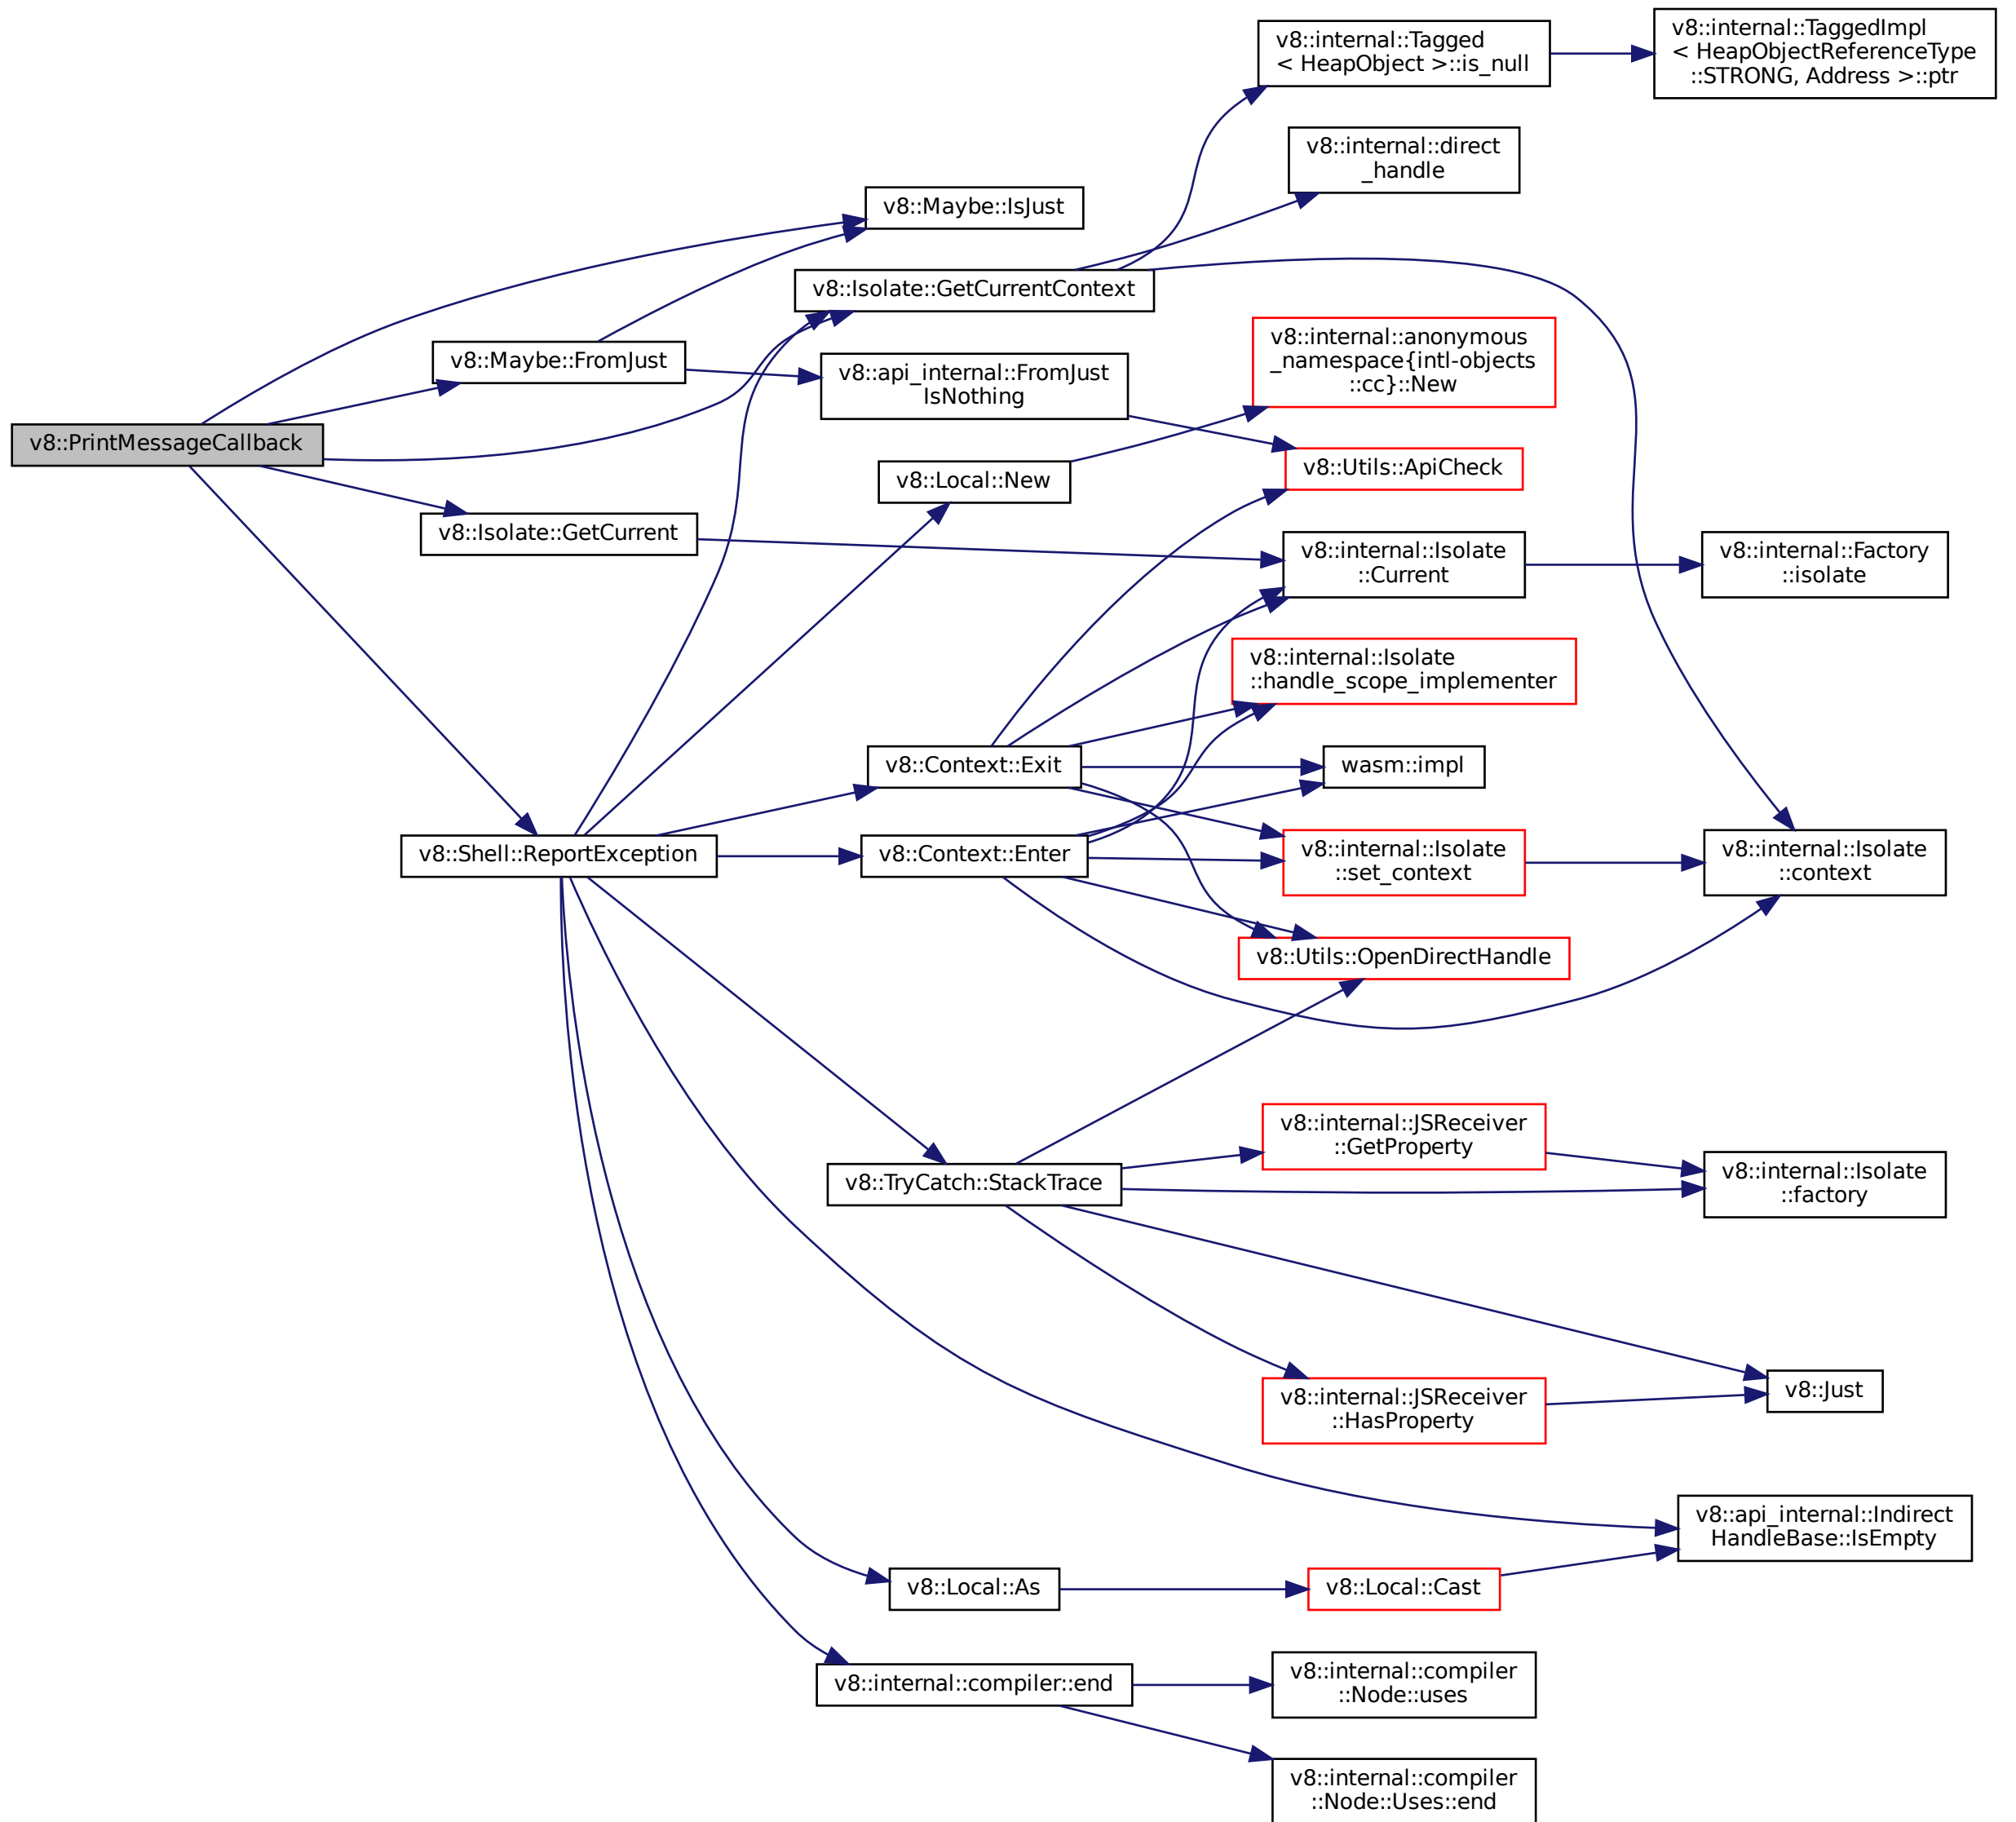 v8::internal::Tagged
< HeapObject >::is_null
v8::internal::TaggedImpl
< HeapObjectReferenceType
::STRONG, Address >::ptr
v8::internal::direct
_handle
v8::Maybe::IsJust
v8::Isolate::GetCurrentContext
v8::internal::anonymous
_namespace{intl-objects
::cc}::New
v8::Maybe::FromJust
v8::api_internal::FromJust
IsNothing
v8::PrintMessageCallback
v8::Utils::ApiCheck
v8::Local::New
v8::Isolate::GetCurrent
v8::internal::Isolate
::Current
v8::internal::Factory
::isolate
v8::internal::Isolate
::handle_scope_implementer
v8::Context::Exit
wasm::impl
v8::Shell::ReportException
v8::Context::Enter
v8::internal::Isolate
::set_context
v8::internal::Isolate
::context
v8::Utils::OpenDirectHandle
v8::internal::JSReceiver
::GetProperty
v8::TryCatch::StackTrace
v8::internal::Isolate
::factory
v8::Just
v8::internal::JSReceiver
::HasProperty
v8::api_internal::Indirect
HandleBase::IsEmpty
v8::Local::As
v8::Local::Cast
v8::internal::compiler::end
v8::internal::compiler
::Node::uses
v8::internal::compiler
::Node::Uses::end